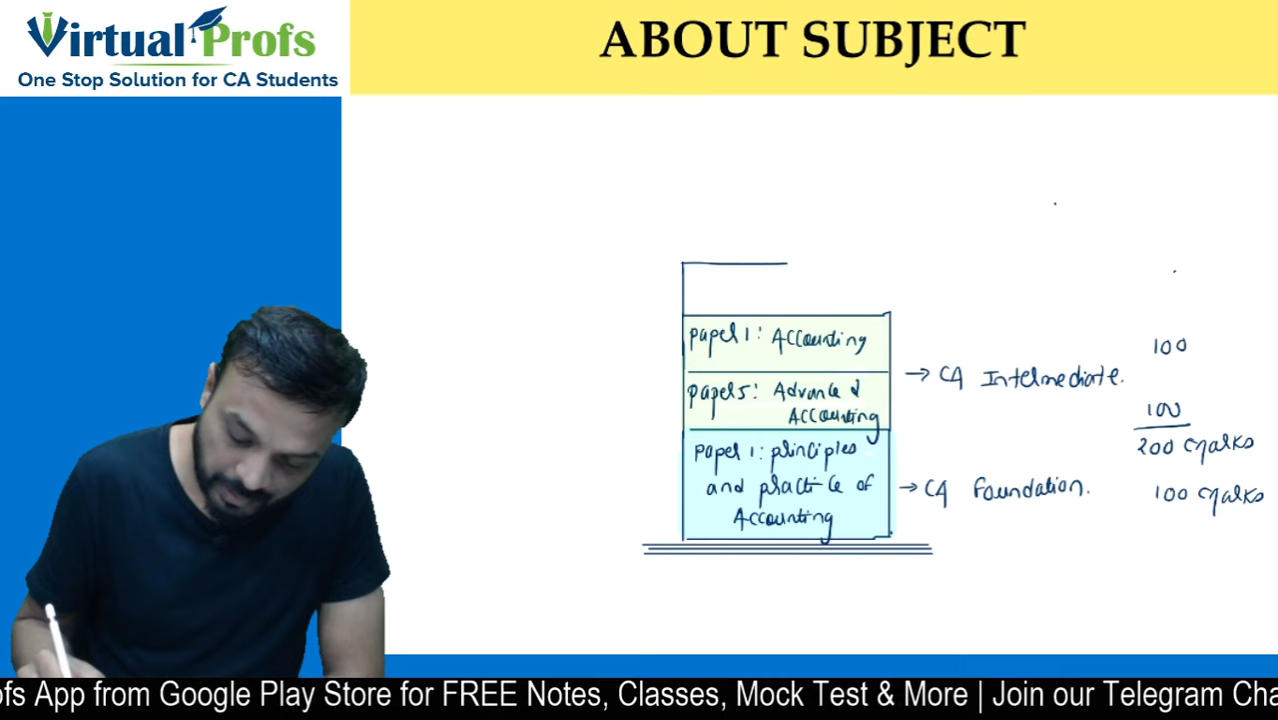 Virtual Profs
One Stop Solution for CA Students
ABOUT SUBJECT
paper 1: Accounting
paper 5: Advance d
Accounting
→ CA Intermediate.
100
100
200 Marks
paper 1: principles
and practice of
Accounting
→ CA Foundation.
100 Marks
ofs App from Google Play Store for FREE Notes, Classes, Mock Test & More | Join our Telegram Cha